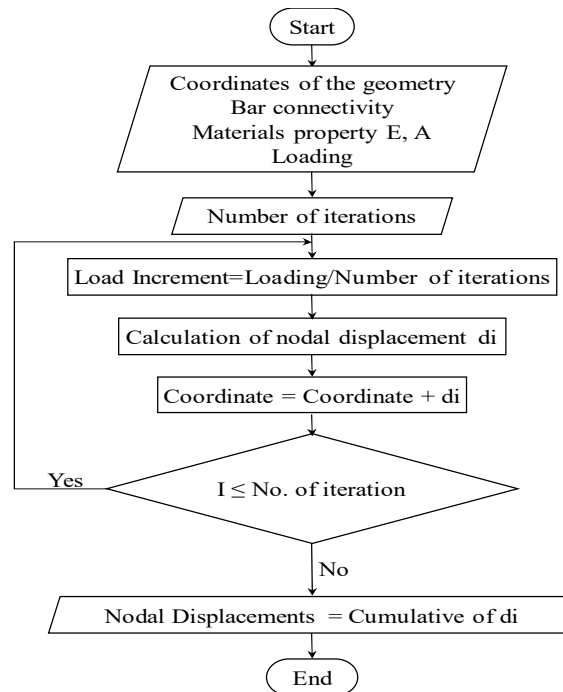 Start
Coordinates of the geometry
Bar connectivity
Materials property E, A
Loading
Number of iterations
Load Increment=Loading/Number of iterations
Calculation of nodal displacement di
Coordinate = Coordinate + di
I ≤ No. of iteration
Yes
No
Nodal Displacements = Cumulative of di
End